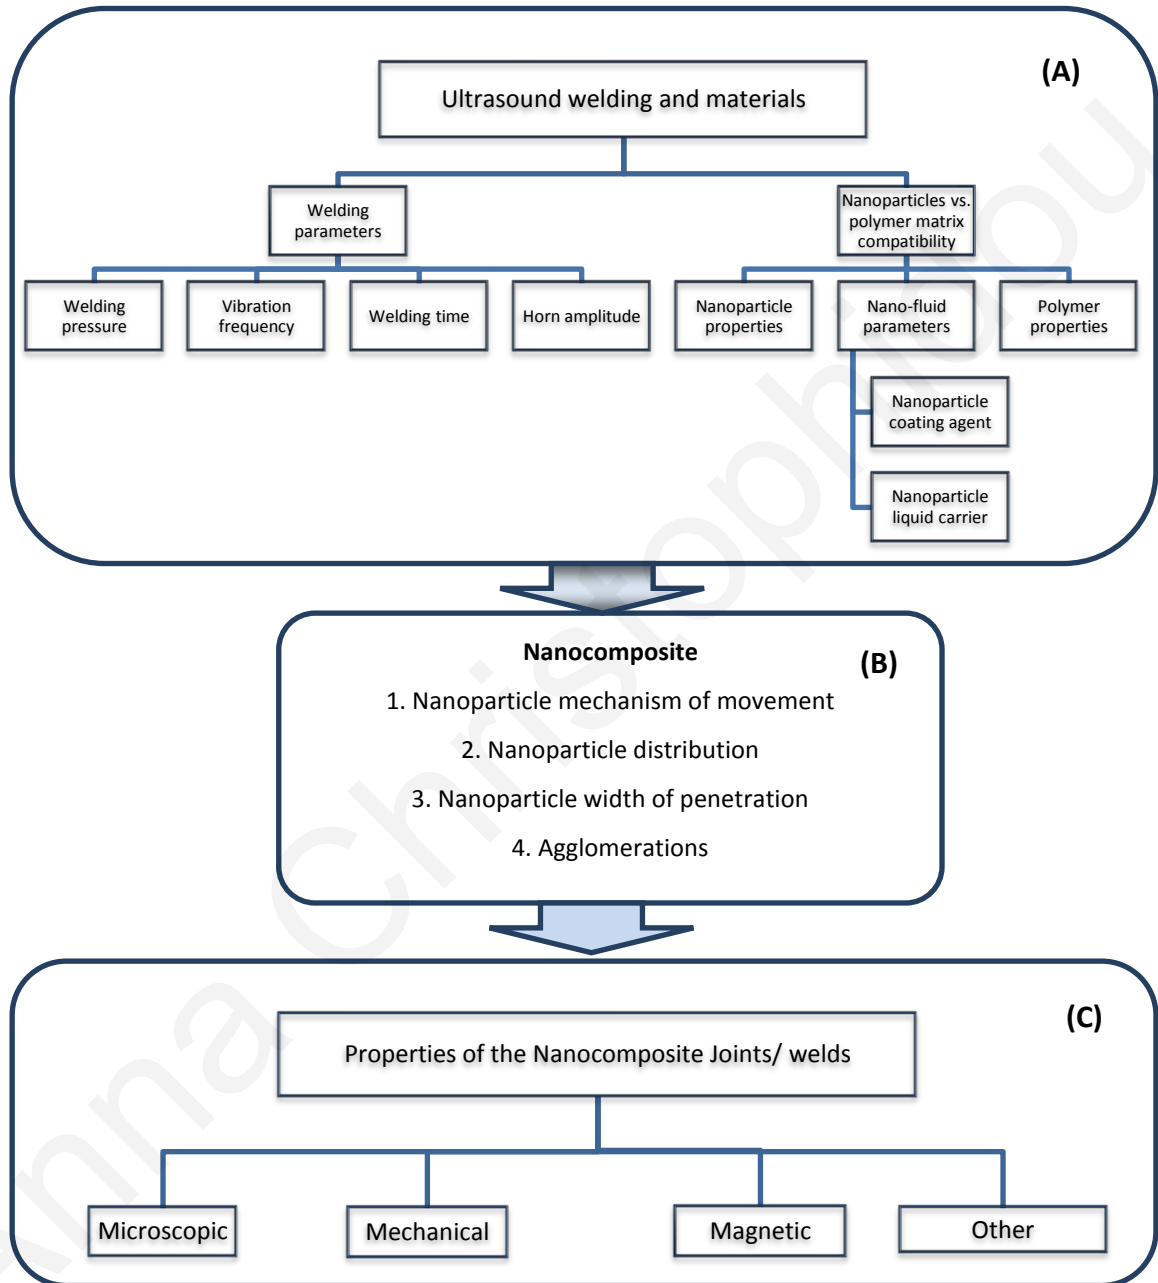 (A)
Ultrasound welding and materials
Welding
parameters
Nanoparticles vs.
polymer matrix
compatibility
Welding
pressure
Vibration
frequency
Welding time
Horn amplitude
Nanoparticle
properties
Nano-fluid
parameters
Polymer
properties
Nanoparticle
coating agent
Nanoparticle
liquid carrier
Nanocomposite
(B)
1. Nanoparticle mechanism of movement
2. Nanoparticle distribution
3. Nanoparticle width of penetration
4. Agglomerations
(C)
Properties of the Nanocomposite Joints/ welds
Microscopic
Mechanical
Magnetic
Other
Anna Christophidou